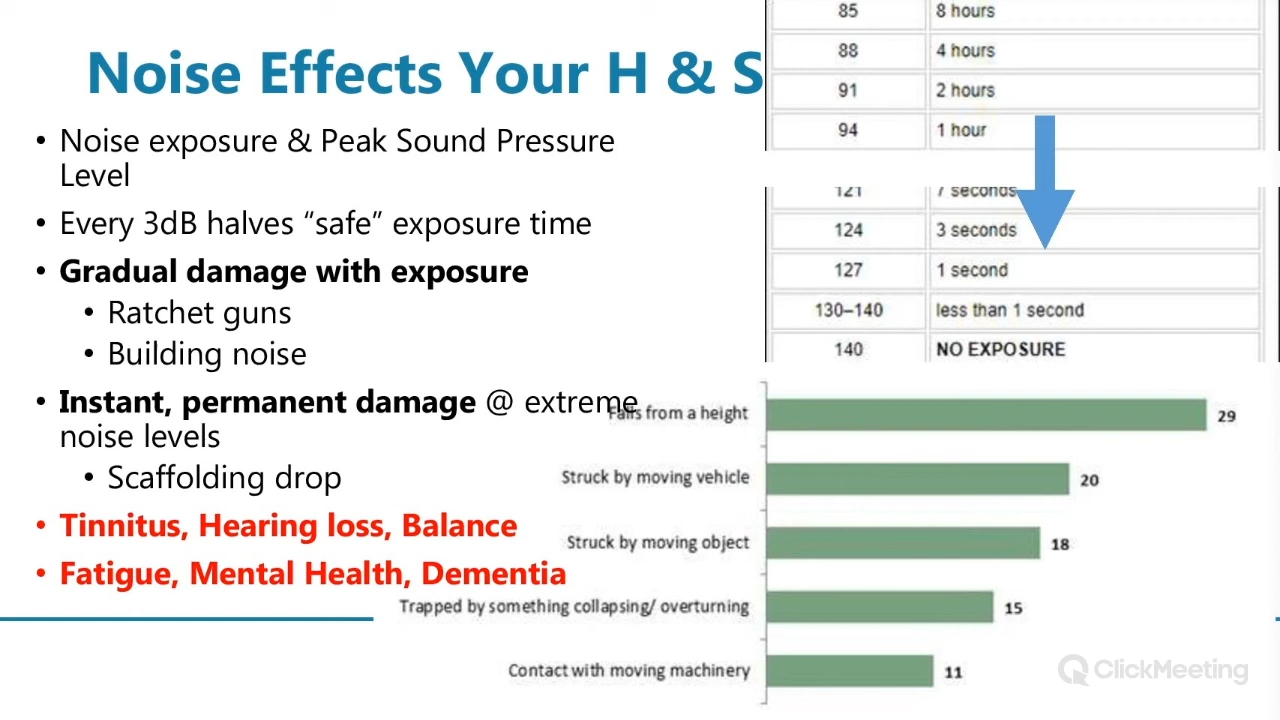 Noise Effects Your H & S
• Noise exposure & Peak Sound Pressure
Level
• Every 3dB halves “safe” exposure time
• Gradual damage with exposure
• Ratchet guns
• Building noise
• Instant, permanent damage @ extreme
noise levels
• Scaffolding drop
• Tinnitus, Hearing loss, Balance
• Fatigue, Mental Health, Dementia
85 8 hours
88 4 hours
91 2 hours
94 1 hour
121 7 seconds
124 3 seconds
127 1 second
130–140 less than 1 second
140 NO EXPOSURE
Falls from a height 29
Struck by moving vehicle 20
Struck by moving object 18
Trapped by something collapsing/ overturning 15
Contact with moving machinery 11
ClickMeeting